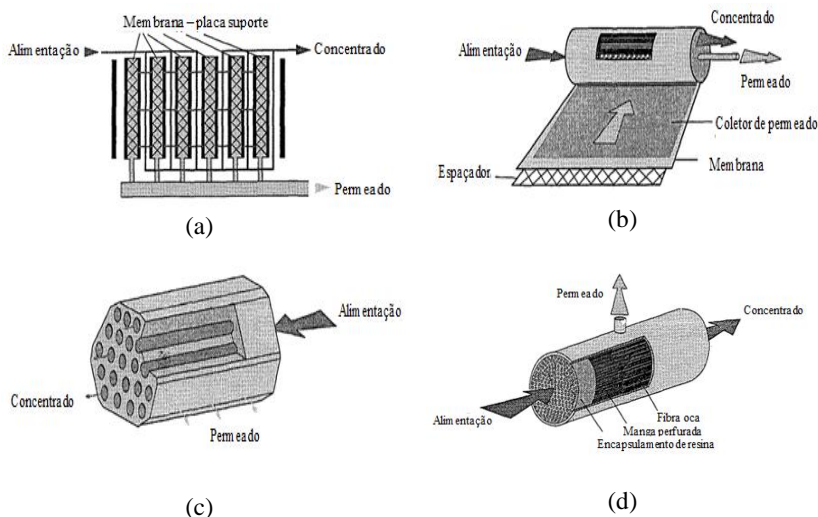 Membrana – placa suporte
Alimentação
Concentrado
Permeado
(a)
Concentrado
Alimentação
Permeado
Coletor de permeado
Membrana
Espaçador
(b)
Alimentação
Concentrado
Permeado
(c)
Permeado
Concentrado
Alimentação
Fibra oca
Manga perfurada
Encapsulamento de resina
(d)